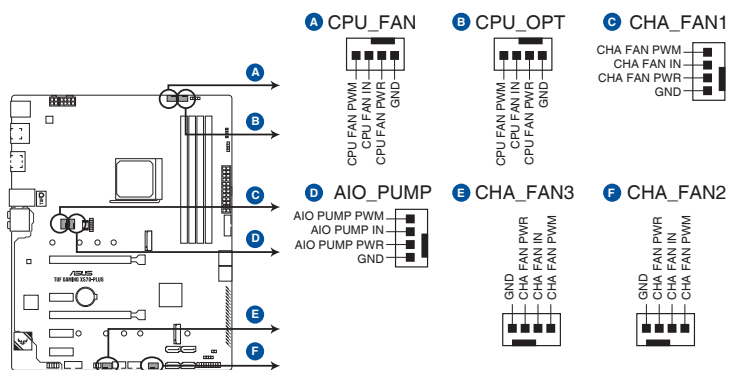 A CPU_FAN
CPU FAN PWM
CPU FAN IN
CPU FAN PWR
GND
B CPU_OPT
CPU FAN PWM
CPU FAN IN
CPU FAN PWR
GND
C CHA_FAN1
CHA FAN PWM
CHA FAN IN
CHA FAN PWR
GND
A
B
C
D
E
F
ASUS
TUF GAMING X570-PLUS
D AIO_PUMP
AIO PUMP PWM
AIO PUMP IN
AIO PUMP PWR
GND
E CHA_FAN3
GND
CHA FAN PWR
CHA FAN IN
CHA FAN PWM
F CHA_FAN2
GND
CHA FAN PWR
CHA FAN IN
CHA FAN PWM